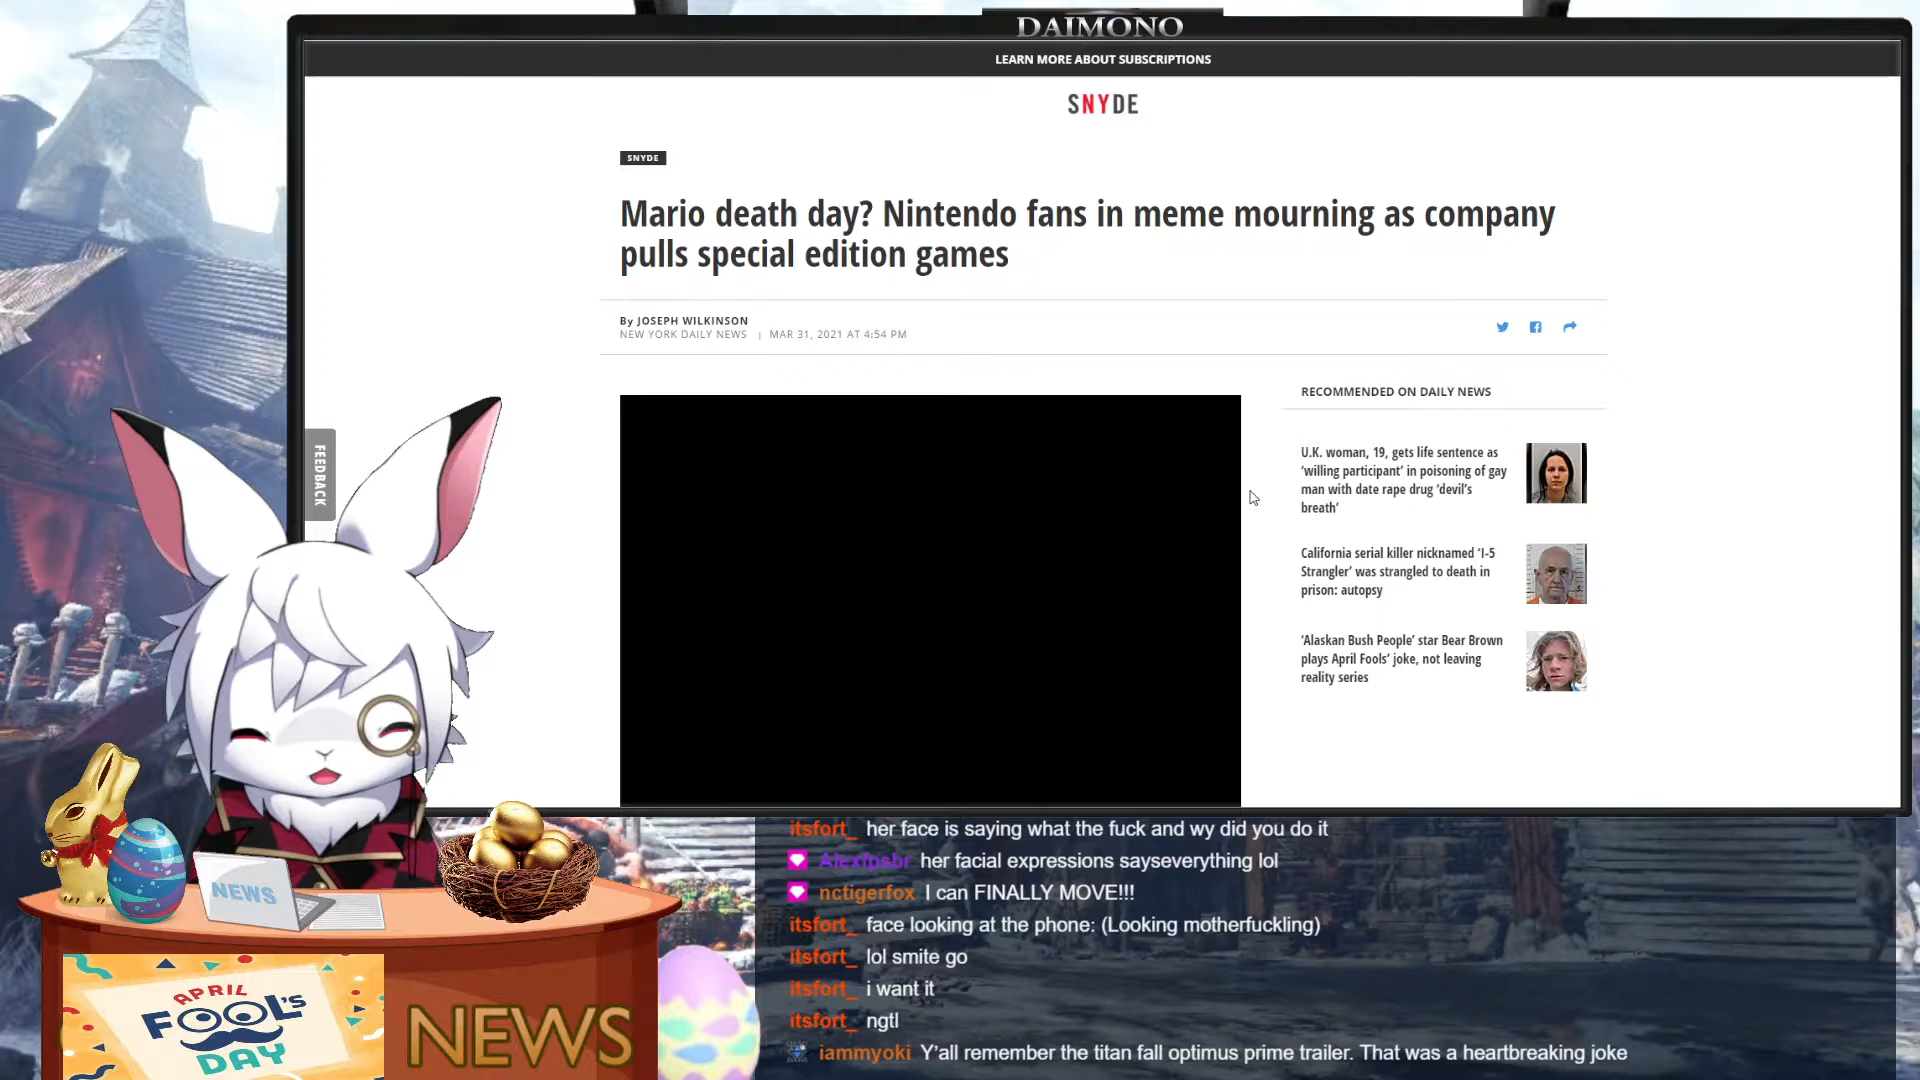 DAIMONO
LEARN MORE ABOUT SUBSCRIPTIONS
SNYDE
SNYDE
Mario death day? Nintendo fans in meme mourning as company
pulls special edition games
By JOSEPH WILKINSON
NEW YORK DAILY NEWS | MAR 31, 2021 AT 4:54 PM
RECOMMENDED ON DAILY NEWS
U.K. woman, 19, gets life sentence as
‘willing participant’ in poisoning of gay
man with date rape drug ‘devil’s
breath’
California serial killer nicknamed ‘I-5
Strangler’ was strangled to death in
prison: autopsy
‘Alaskan Bush People’ star Bear Brown
plays April Fools’ joke, not leaving
reality series
FEEDBACK
itsfort_ her face is saying what the fuck and wy did you do it
Alexfpsbr her facial expressions sayseverything lol
nctigerfox I can FINALLY MOVE!!!
itsfort_ face looking at the phone: (Looking motherfuckling)
itsfort_ lol smite go
itsfort_ i want it
itsfort_ ngtl
iammyoki Y'all remember the titan fall optimus prime trailer. That was a heartbreaking joke
NEWS
APRIL
FOOL'S
DAY
NEWS